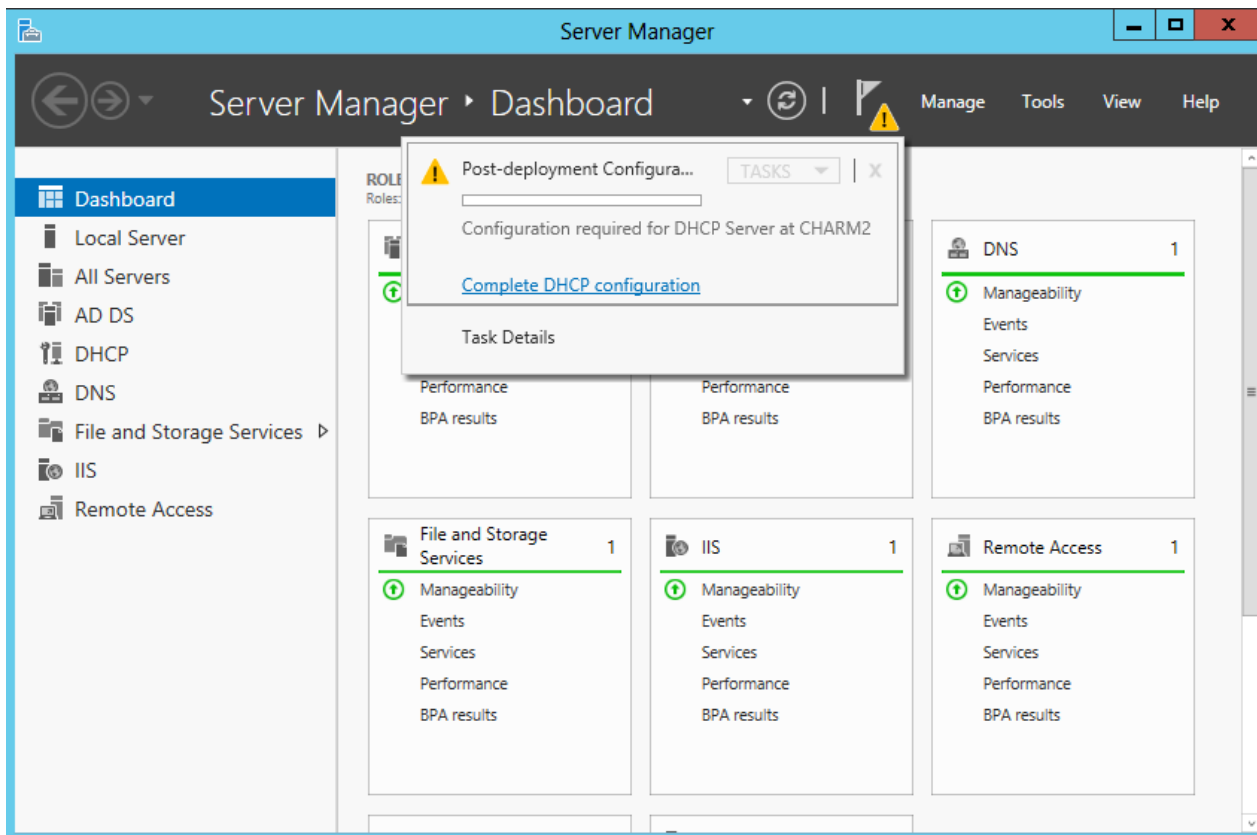 Server Manager
Server Manager ‣ Dashboard
Manage Tools View Help
Post-deployment Configura...
TASKS
X
Configuration required for DHCP Server at CHARM2
Complete DHCP configuration
Task Details
Dashboard
Local Server
All Servers
AD DS
DHCP
DNS
File and Storage Services
IIS
Remote Access
Roles:
Performance
BPA results
Performance
BPA results
DNS 1
Manageability
Events
Services
Performance
BPA results
File and Storage
Services
1
Manageability
Events
Services
Performance
BPA results
IIS 1
Manageability
Events
Services
Performance
BPA results
Remote Access 1
Manageability
Events
Services
Performance
BPA results